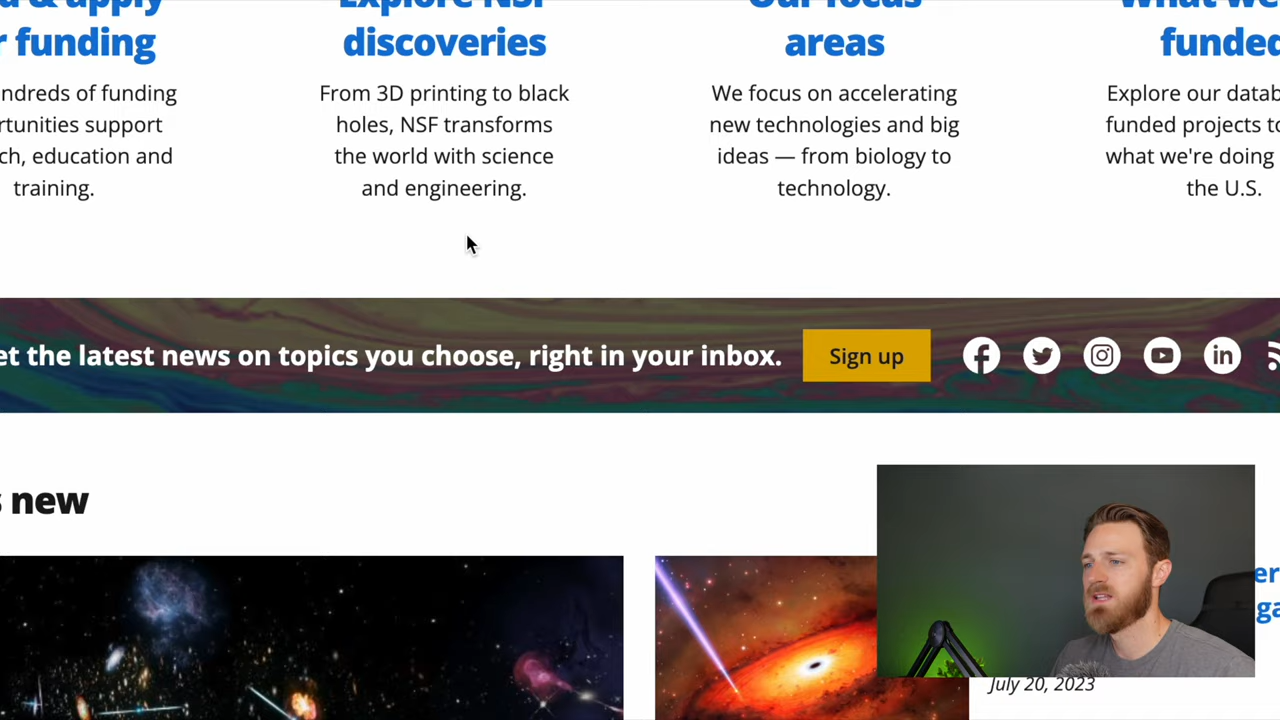 & apply
funding
Explore NSF
discoveries
From 3D printing to black
holes, NSF transforms
the world with science
and engineering.
Our focus
areas
We focus on accelerating
new technologies and big
ideas — from biology to
technology.
What we
funded
Explore our datab
funded projects to
what we're doing
the U.S.
ndreds of funding
rtunities support
ch, education and
training.
et the latest news on topics you choose, right in your inbox.
Sign up
in
s new
er
ga
July 20, 2023